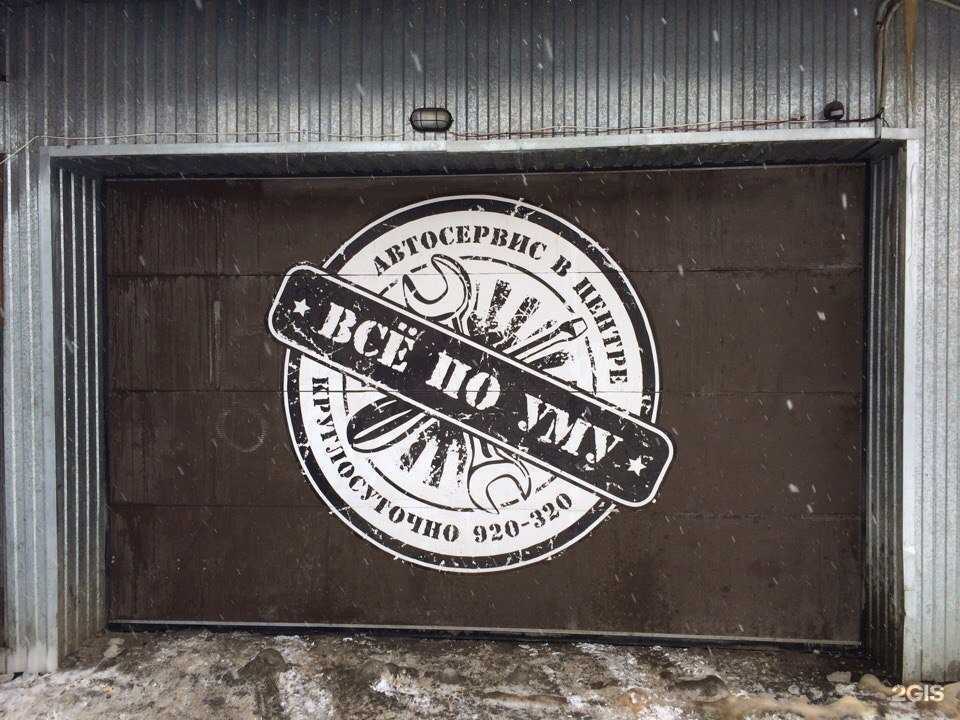 АВТОСЕРВИС В ЦЕНТРЕ
ВСЁ ПО УМУ
КРУГЛОСУТОЧНО 920-320
2GIS